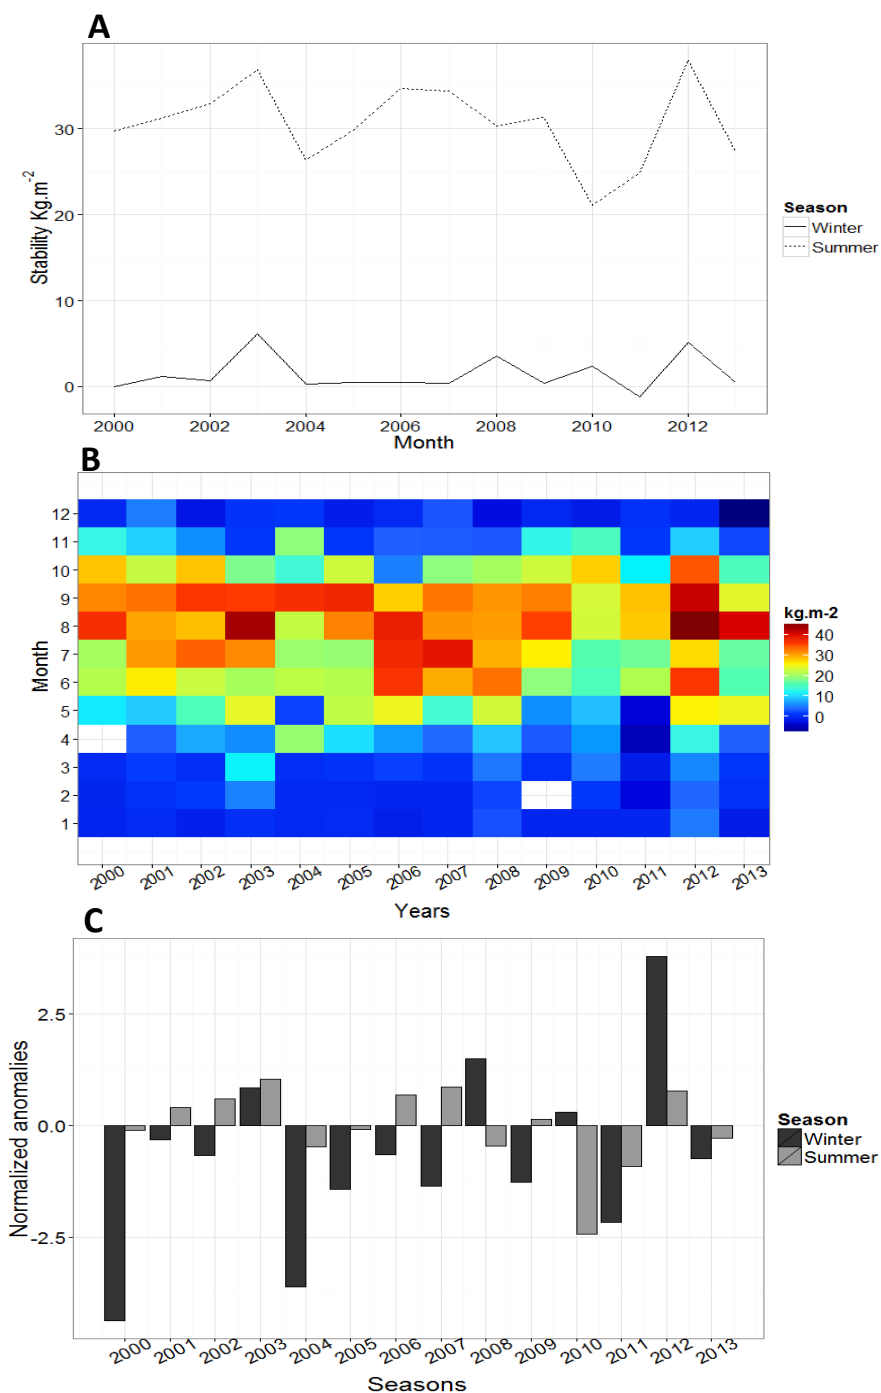 A
Stability Kg.m-2
30
20
10
0
2000 2002 2004 2006 2008 2010 2012
Month
Season
Winter
Summer
B
Month
12
11
10
9
8
7
6
5
4
3
2
1
2000 2001 2002 2003 2004 2005 2006 2007 2008 2009 2010 2011 2012 2013
Years
kg.m-2
40
30
20
10
0
C
Normalized anomalies
2.5
0.0
-2.5
2000 2001 2002 2003 2004 2005 2006 2007 2008 2009 2010 2011 2012 2013
Seasons
Season
Winter
Summer